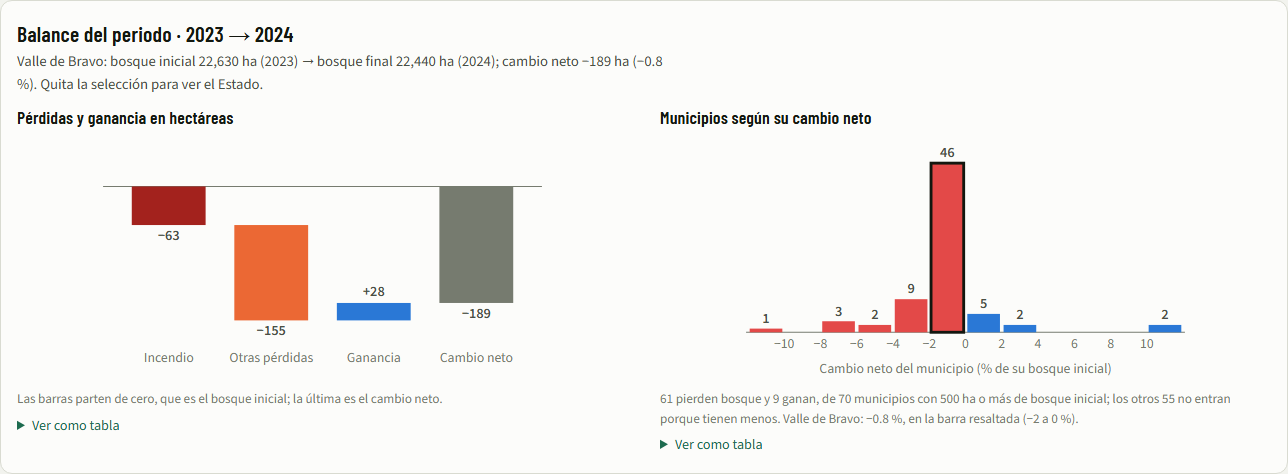 Balance del periodo · 2023 → 2024
Valle de Bravo: bosque inicial 22,630 ha (2023) → bosque final 22,440 ha (2024); cambio neto −189 ha (−0.8
%). Quita la selección para ver el Estado.
Pérdidas y ganancia en hectáreas
−63
−155
+28
−189
Incendio
Otras pérdidas
Ganancia
Cambio neto
Las barras parten de cero, que es el bosque inicial; la última es el cambio neto.
▶ Ver como tabla
Municipios según su cambio neto
1
3
2
9
46
5
2
2
−10
−8
−6
−4
−2
0
2
4
6
8
10
Cambio neto del municipio (% de su bosque inicial)
61 pierden bosque y 9 ganan, de 70 municipios con 500 ha o más de bosque inicial; los otros 55 no entran
porque tienen menos. Valle de Bravo: −0.8 %, en la barra resaltada (−2 a 0 %).
▶ Ver como tabla